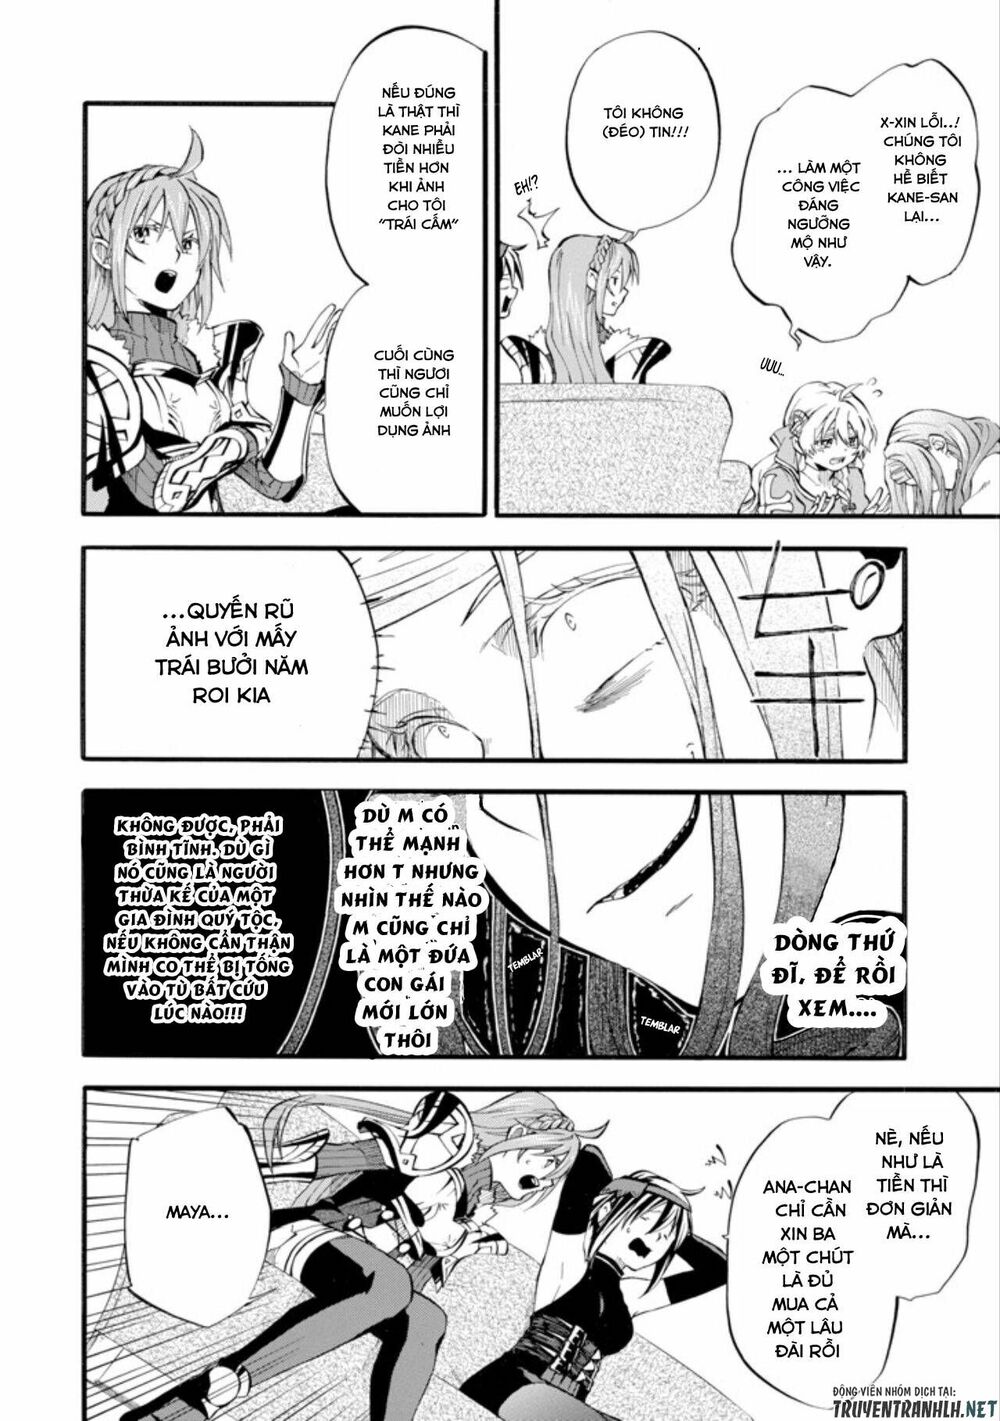 X-XIN LỖI..!
CHÚNG TÔI
KHÔNG
HỀ BIẾT
KANE-SAN
LẠI...
... LÀM MỘT
CÔNG VIỆC
ĐÁNG
NGƯỠNG
MỘ NHƯ
VẬY.
UUU...
TÔI KHÔNG
(ĐÉO) TIN!!!
EH!?
NẾU ĐÚNG
LÀ THẬT THÌ
KANE PHẢI
ĐÒI NHIỀU
TIỀN HƠN
KHI ẢNH
CHO TÔI
"TRÁI CẤM"
CUỐI CÙNG
THÌ NGƯƠI
CŨNG CHỈ
MUỐN LỢI
DỤNG ẢNH
...QUYẾN RŨ
ẢNH VỚI MẤY
TRÁI BƯỞI NĂM
ROI KIA
ムキー
DÒNG THỨ
ĐĨ, ĐỂ RỒI
XEM....
TEMBLAR
TEMBLAR
DÙ M CÓ
THỂ MẠNH
HƠN T NHƯNG
NHÌN THẾ NÀO
M CŨNG CHỈ
LÀ MỘT ĐỨA
CON GÁI
MỚI LỚN
THÔI
KHÔNG ĐƯỢC, PHẢI
BÌNH TĨNH. DÙ GÌ
NÓ CŨNG LÀ NGƯỜI
THỪA KẾ CỦA MỘT
GIA ĐÌNH QUÝ TỘC,
NẾU KHÔNG CẨN THẬN
MÌNH CO THỂ BỊ TỐNG
VÀO TÙ BẤT CỨU
LÚC NÀO!!!
NÈ, NẾU
NHƯ LÀ
TIỀN THÌ
ĐƠN GIẢN
MÀ...
ANA-CHAN
CHỈ CẦN
XIN BA
MỘT CHÚT
LÀ ĐỦ
MUA CẢ
MỘT LÂU
ĐÀI RỒI
MAYA...
ĐỘNG VIÊN NHÓM DỊCH TẠI:
TRUYENTRANHLH.NET